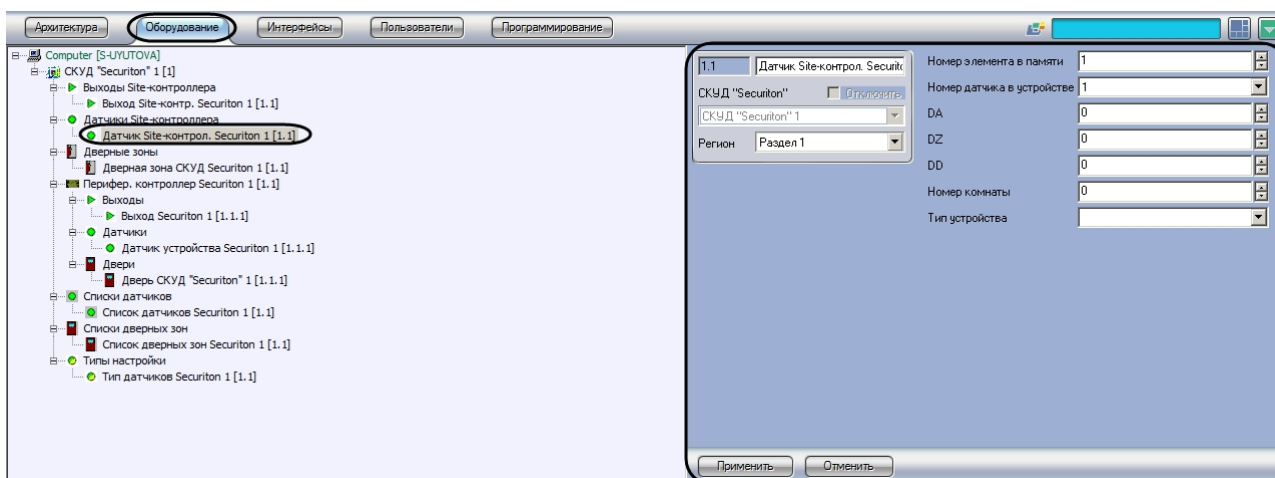 Архитектура Оборудование Интерфейсы Пользователи Программирование
Computer [S-UYUTOVA]
СКУД "Securiton" 1 [1]
Выходы Site-контроллера
Выход Site-контр. Securiton 1 [1.1]
Датчики Site-контроллера
Датчик Site-контрол. Securiton 1 [1.1]
Дверные зоны
Дверная зона СКУД Securiton 1 [1.1]
Перифер. контроллер Securiton 1 [1.1]
Выходы
Выход Securiton 1 [1.1.1]
Датчики
Датчик устройства Securiton 1 [1.1.1]
Двери
Дверь СКУД "Securiton" 1 [1.1.1]
Списки датчиков
Список датчиков Securiton 1 [1.1]
Списки дверных зон
Список дверных зон Securiton 1 [1.1]
Типы настройки
Тип датчиков Securiton 1 [1.1]
1.1 Датчик Site-контрол. Securitc
СКУД "Securiton" Отключить
СКУД "Securiton" 1
Регион Раздел 1
Номер элемента в памяти 1
Номер датчика в устройстве 1
DA 0
DZ 0
DD 0
Номер комнаты 0
Тип устройства
Применить Отменить